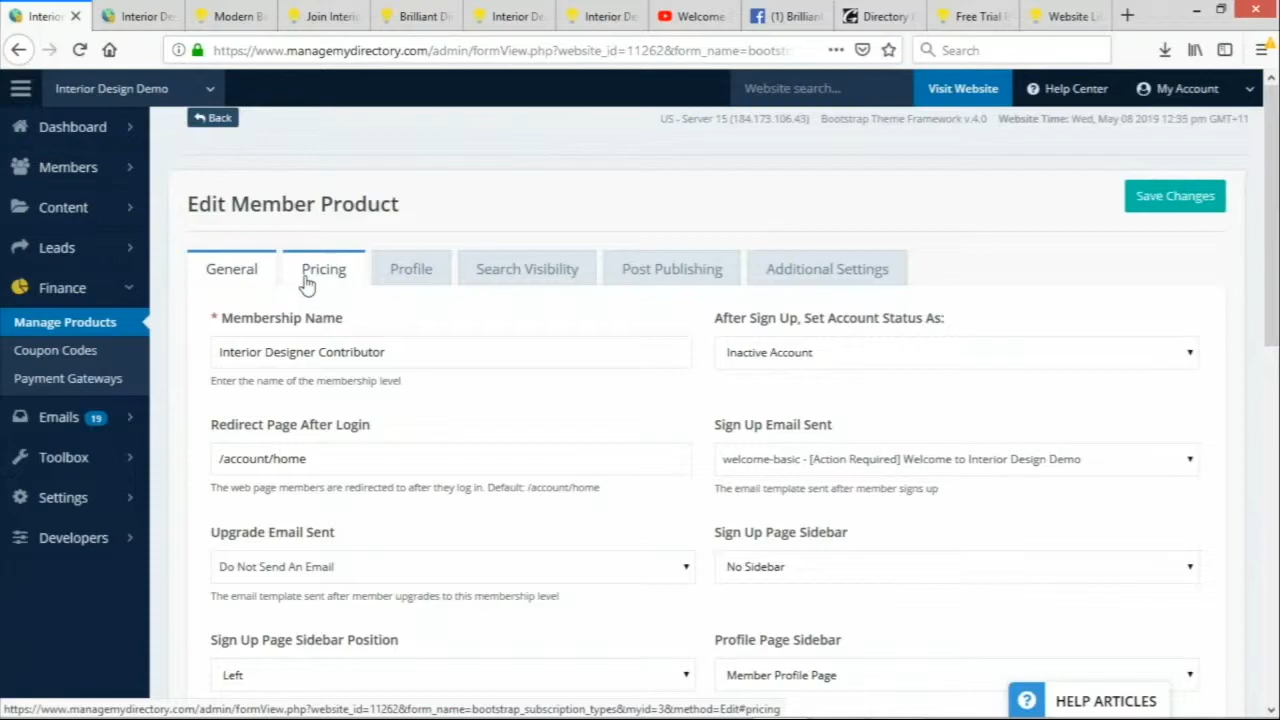 Interio
Interior De
Modern B
Join Interi
Brilliant Di
Interior De
Interior De
Welcome
(1) Brillian
Directory
Free Trial
Website Li
https://www.managemydirectory.com/admin/formView.php?website_id=11262&form_name=bootst
Search
Interior Design Demo
Website search...
Visit Website
Help Center
My Account
Dashboard
Members
Content
Leads
Finance
Manage Products
Coupon Codes
Payment Gateways
Emails 19
Toolbox
Settings
Developers
Back
US - Server 15 (184.173.106.43) Bootstrap Theme Framework v.4.0 Website Time: Wed, May 08 2019 12:35 pm GMT+11
Edit Member Product
Save Changes
General
Pricing
Profile
Search Visibility
Post Publishing
Additional Settings
* Membership Name
Interior Designer Contributor
Enter the name of the membership level
After Sign Up, Set Account Status As:
Inactive Account
Redirect Page After Login
/account/home
The web page members are redirected to after they log in. Default: /account/home
Sign Up Email Sent
welcome-basic - [Action Required] Welcome to Interior Design Demo
The email template sent after member signs up
Upgrade Email Sent
Do Not Send An Email
The email template sent after member upgrades to this membership level
Sign Up Page Sidebar
No Sidebar
Sign Up Page Sidebar Position
Left
Profile Page Sidebar
Member Profile Page
HELP ARTICLES
https://www.managemydirectory.com/admin/formView.php?website_id=11262&form_name=bootstrap_subscription_types&myid=3&method=Edit#pricing